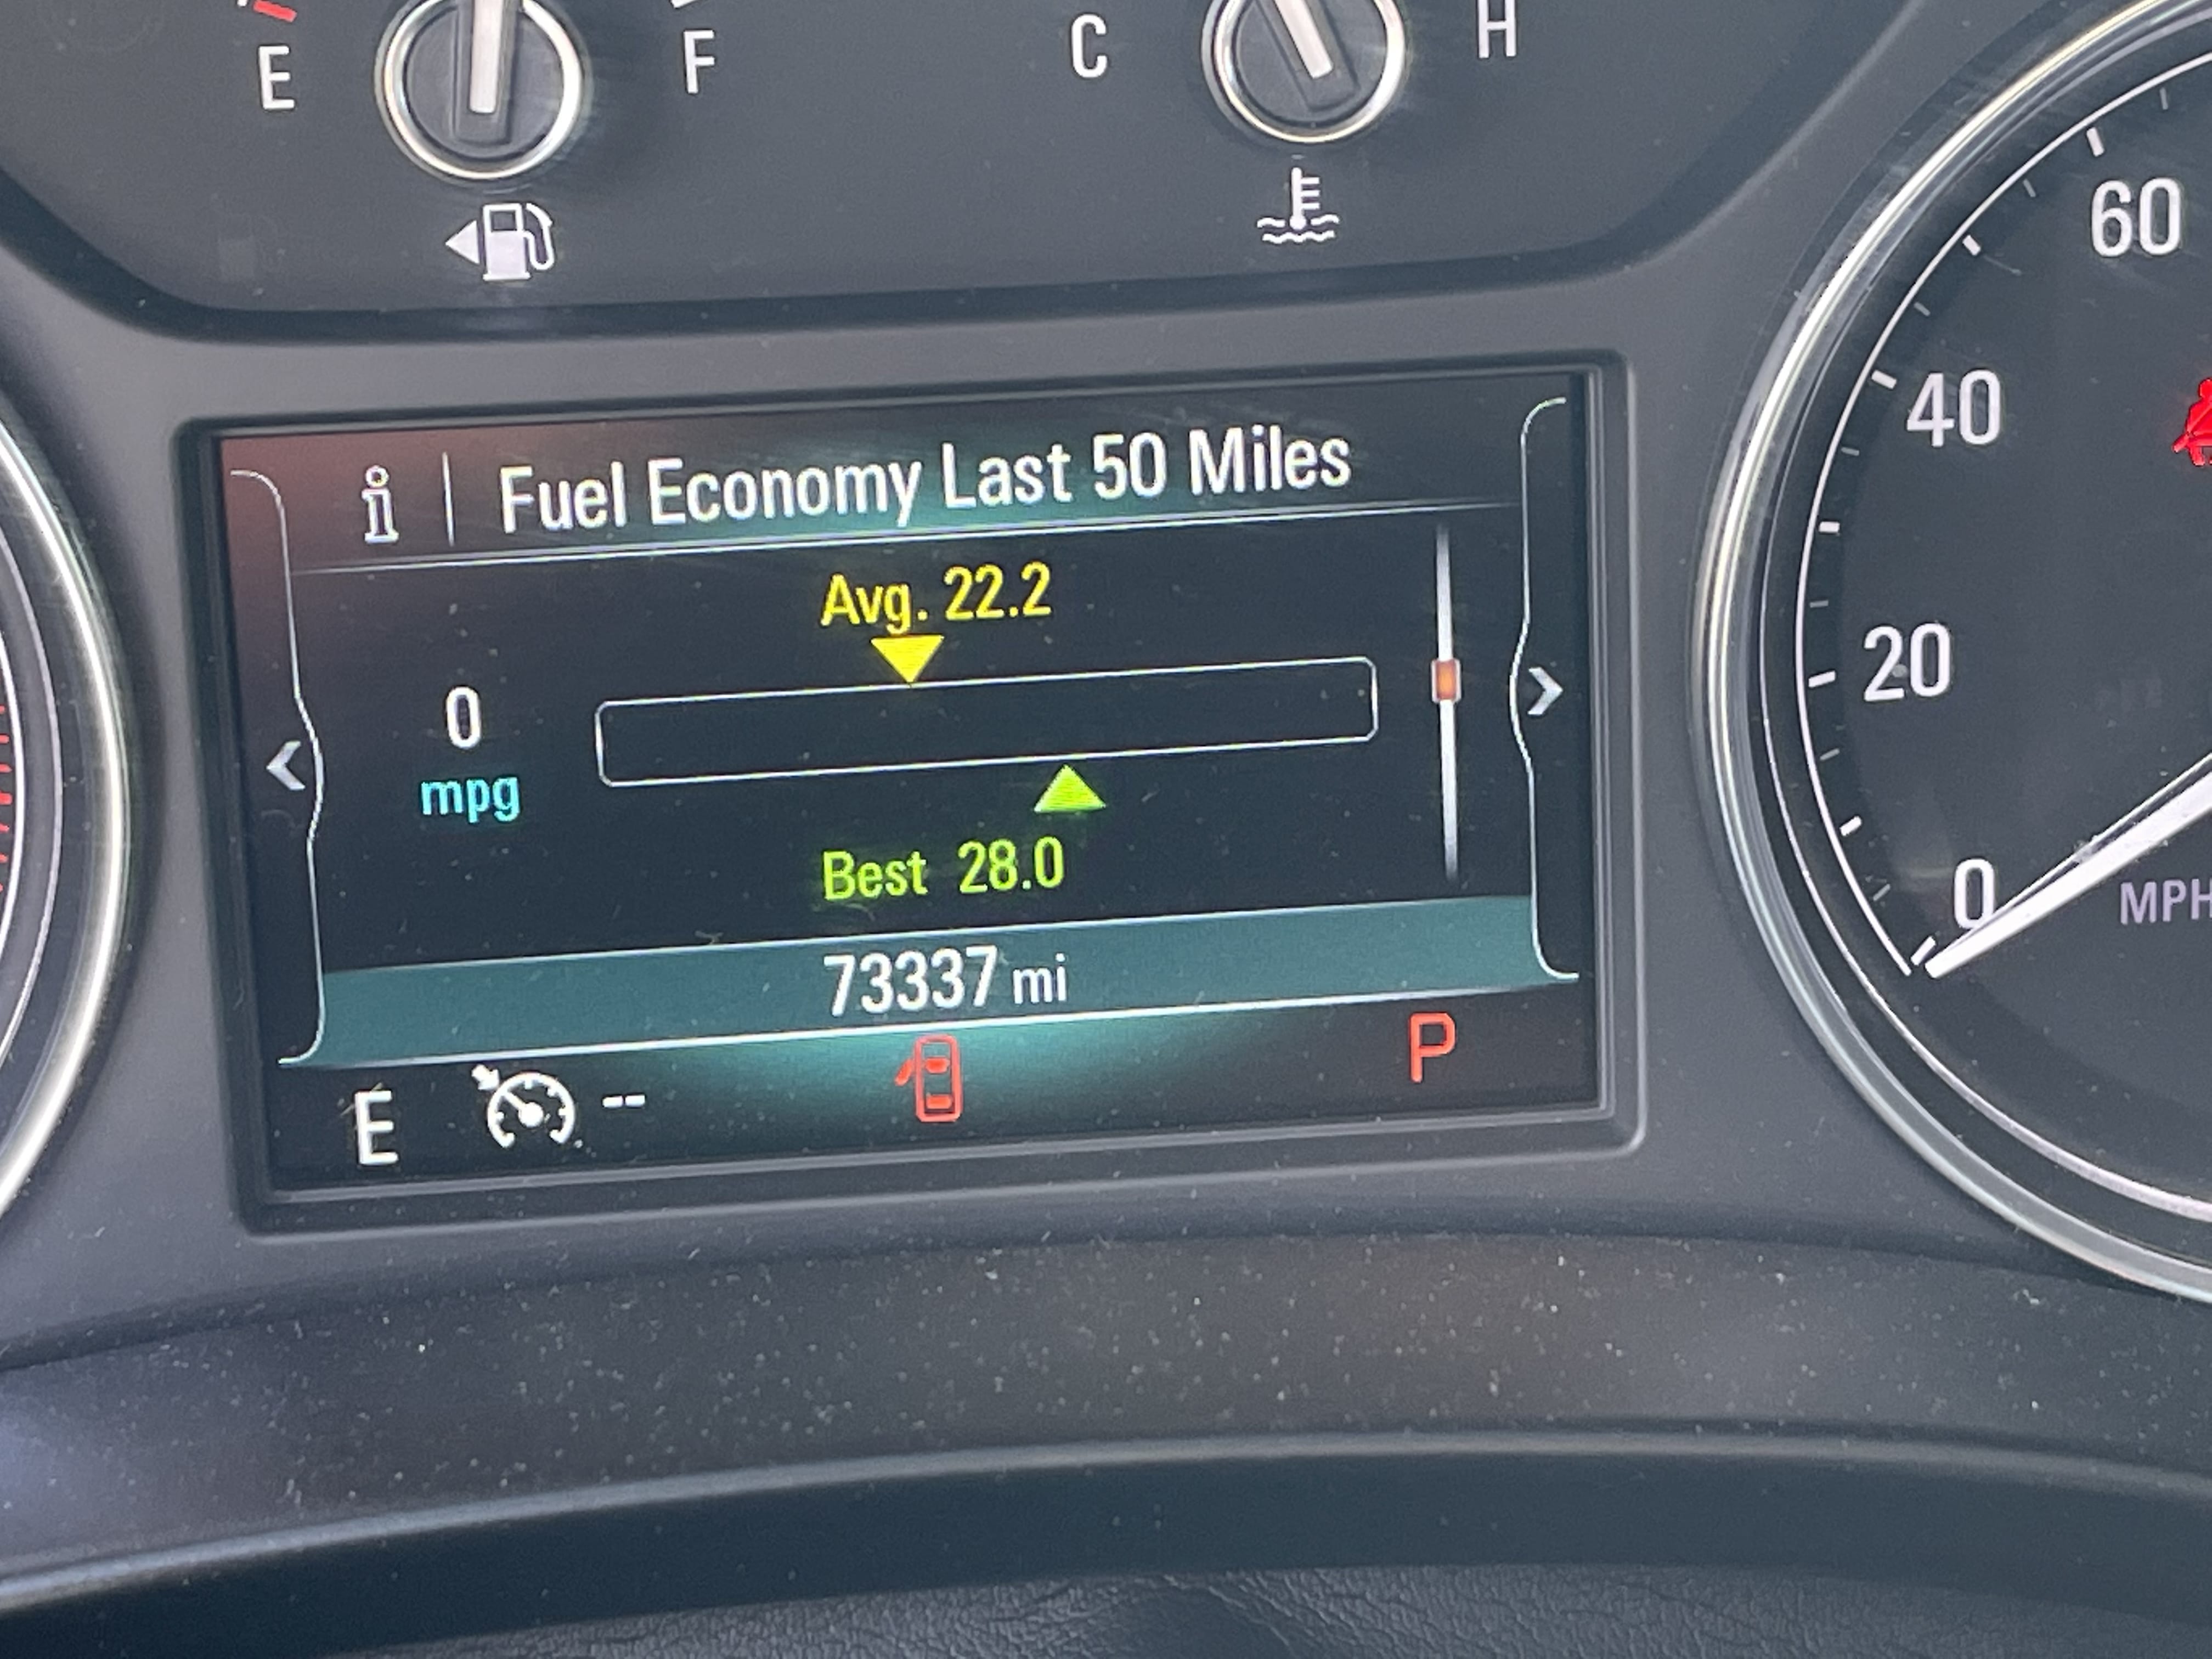 E F C H
60
40
20
0
MPH
i | Fuel Economy Last 50 Miles
Avg. 22.2
0
mpg
Best 28.0
73337 mi
E -- P